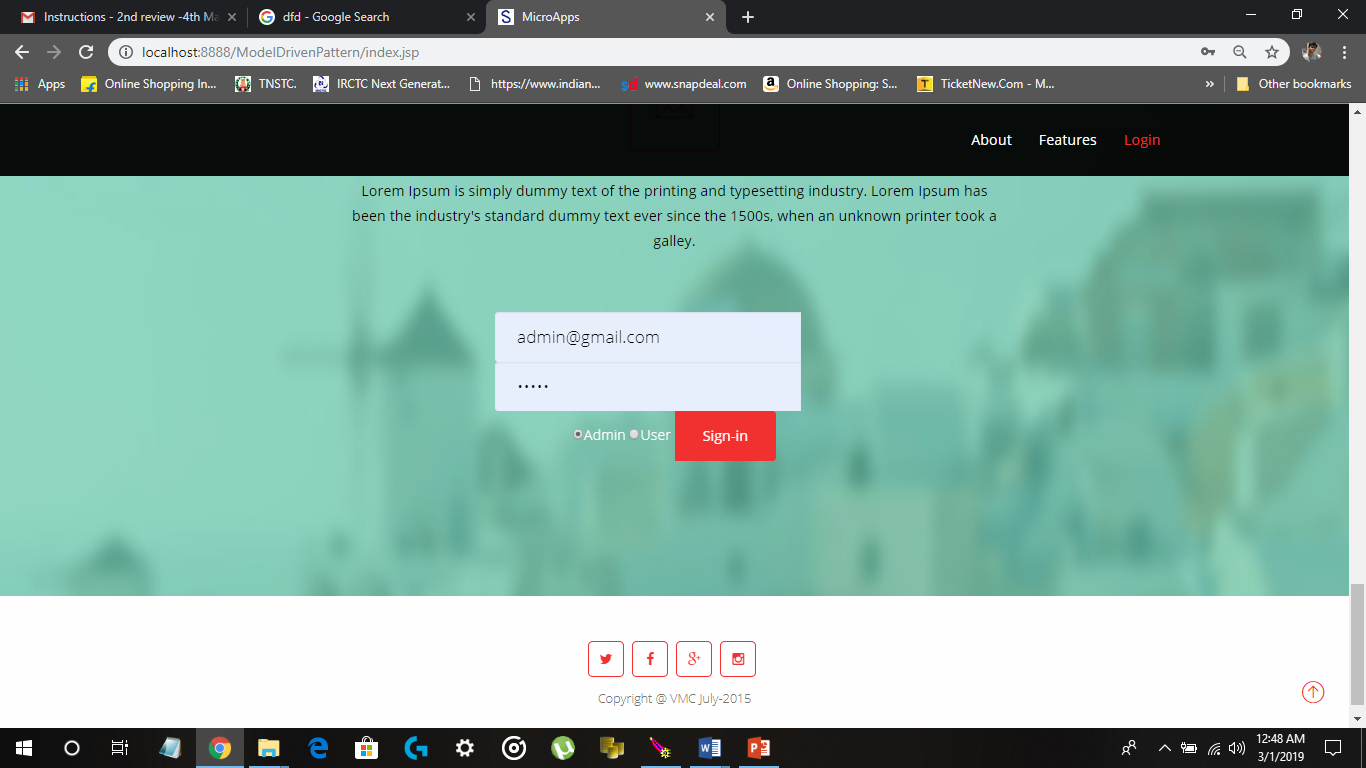 Instructions - 2nd review -4th Ma
dfd - Google Search
MicroApps
localhost:8888/ModelDrivenPattern/index.jsp
Apps
Online Shopping In...
TNSTC.
IRCTC Next Generat...
https://www.indian...
www.snapdeal.com
Online Shopping: S...
TicketNew.Com - M...
»
Other bookmarks
About Features Login
Lorem Ipsum is simply dummy text of the printing and typesetting industry. Lorem Ipsum has
been the industry's standard dummy text ever since the 1500s, when an unknown printer took a
galley.
admin@gmail.com
•••••
Admin User Sign-in
Copyright @ VMC July-2015
12:48 AM
3/1/2019